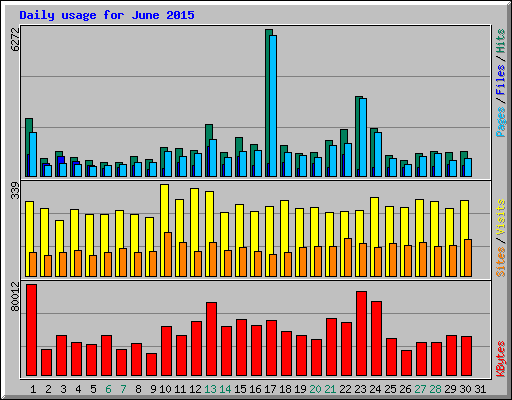 Daily usage for June 2015
6272
Pages / Files / Hits
339
Sites / Visits
80012
KBytes
1 2 3 4 5 6 7 8 9 10 11 12 13 14 15 16 17 18 19 20 21 22 23 24 25 26 27 28 29 30 31